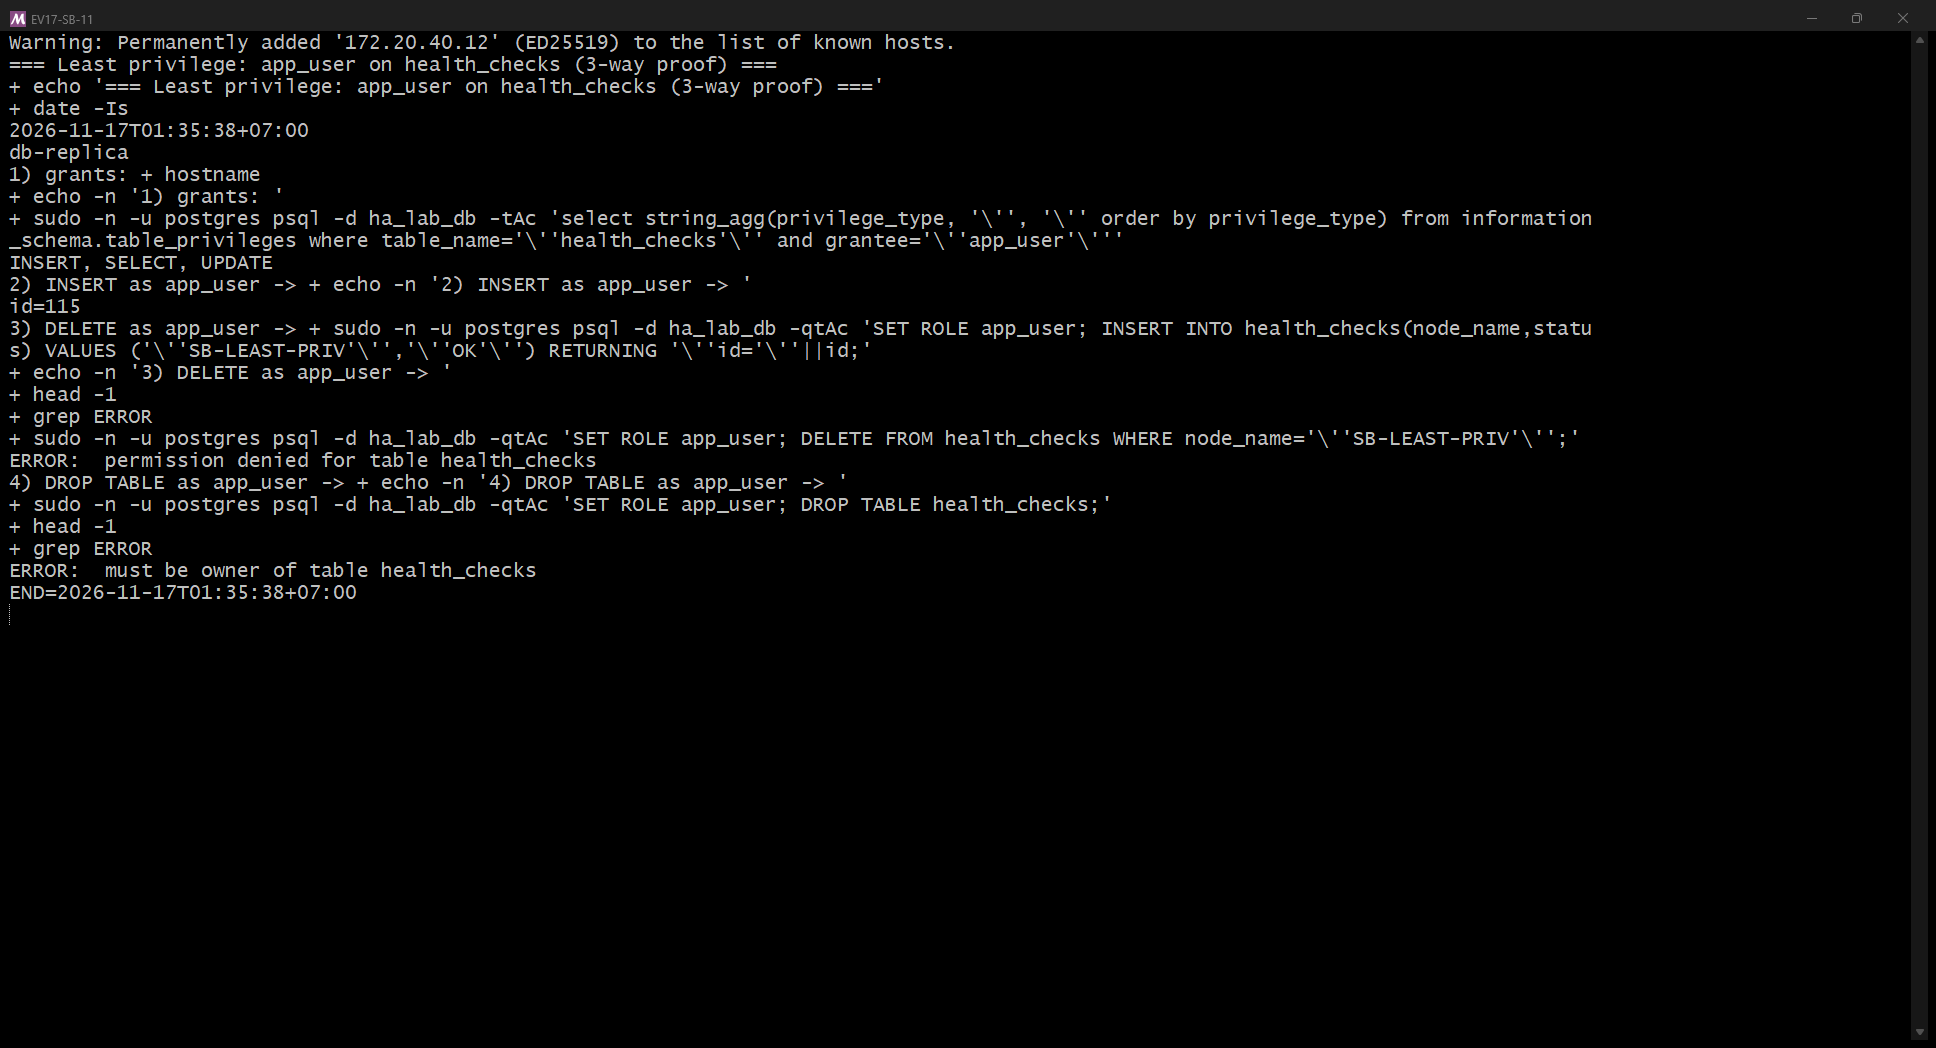 EV17-SB-11
Warning: Permanently added '172.20.40.12' (ED25519) to the list of known hosts.
=== Least privilege: app_user on health_checks (3-way proof) ===
+ echo '=== Least privilege: app_user on health_checks (3-way proof) ==='
+ date -Is
2026-11-17T01:35:38+07:00
db-replica
1) grants: + hostname
+ echo -n '1) grants: '
+ sudo -n -u postgres psql -d ha_lab_db -tAc 'select string_agg(privilege_type, '\'', '\'' order by privilege_type) from information
_schema.table_privileges where table_name='\''health_checks'\'' and grantee='\''app_user'\'''
INSERT, SELECT, UPDATE
2) INSERT as app_user -> + echo -n '2) INSERT as app_user -> '
id=115
3) DELETE as app_user -> + sudo -n -u postgres psql -d ha_lab_db -qtAc 'SET ROLE app_user; INSERT INTO health_checks(node_name,statu
s) VALUES ('\''SB-LEAST-PRIV'\'','\''OK'\'') RETURNING '\''id='\''||id;'
+ echo -n '3) DELETE as app_user -> '
+ head -1
+ grep ERROR
+ sudo -n -u postgres psql -d ha_lab_db -qtAc 'SET ROLE app_user; DELETE FROM health_checks WHERE node_name='\''SB-LEAST-PRIV'\'';'
ERROR:  permission denied for table health_checks
4) DROP TABLE as app_user -> + echo -n '4) DROP TABLE as app_user -> '
+ sudo -n -u postgres psql -d ha_lab_db -qtAc 'SET ROLE app_user; DROP TABLE health_checks;'
+ head -1
+ grep ERROR
ERROR:  must be owner of table health_checks
END=2026-11-17T01:35:38+07:00